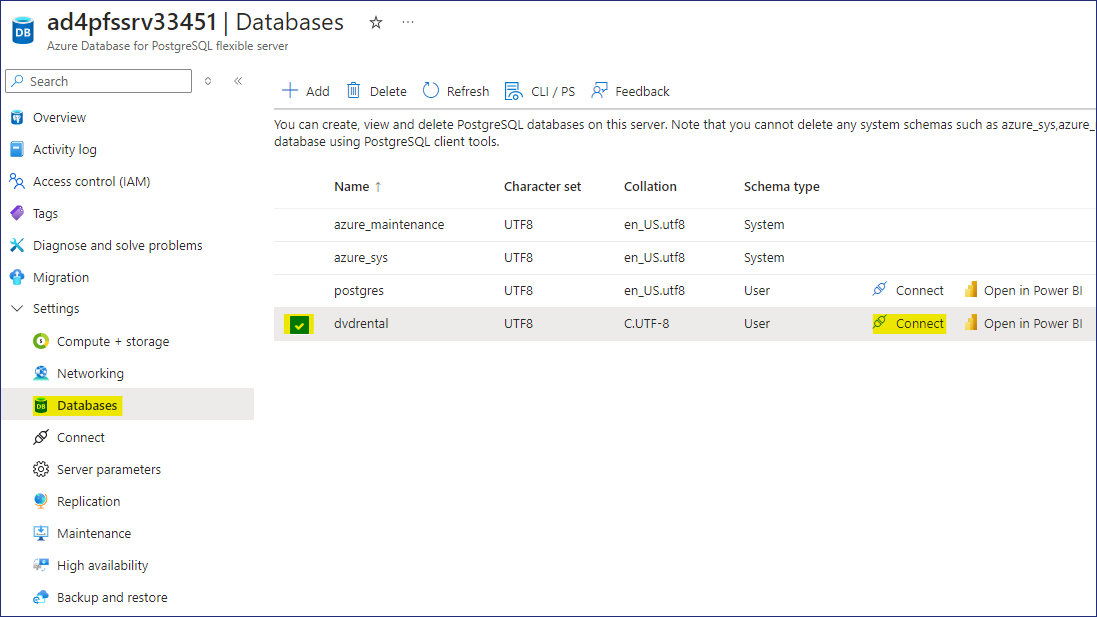 ad4pfssrv33451 | Databases
DB
Azure Database for PostgreSQL flexible server
Search
Overview
Activity log
Access control (IAM)
Tags
Diagnose and solve problems
Migration
Settings
Compute + storage
Networking
DB Databases
Connect
Server parameters
Replication
Maintenance
High availability
Backup and restore
Add Delete Refresh CLI / PS Feedback
You can create, view and delete PostgreSQL databases on this server. Note that you cannot delete any system schemas such as azure_sys,azure_
database using PostgreSQL client tools.
Name ↑ Character set Collation Schema type
azure_maintenance UTF8 en_US.utf8 System
azure_sys UTF8 en_US.utf8 System
postgres UTF8 en_US.utf8 User Connect Open in Power BI
dvdrental UTF8 C.UTF-8 User Connect Open in Power BI